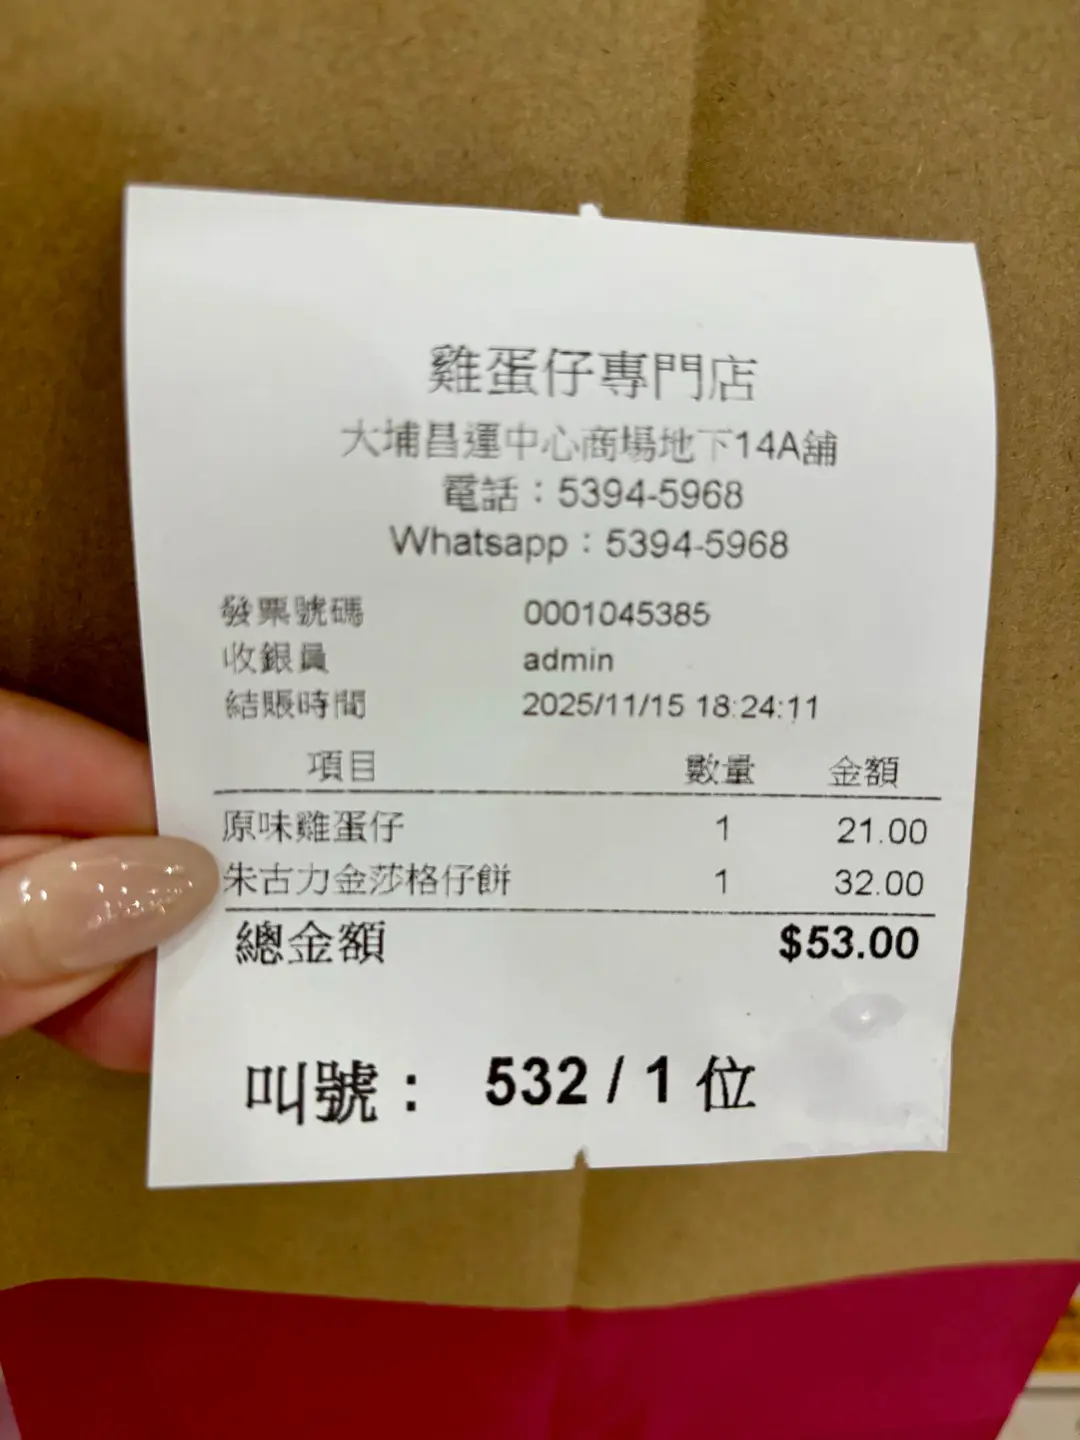 雞蛋仔專門店
大埔昌運中心商場地下14A舖
電話：5394-5968
Whatsapp：5394-5968
發票號碼 0001045385
收銀員 admin
結賬時間 2025/11/15 18:24:11
項目 數量 金額
原味雞蛋仔 1 21.00
朱古力金莎格仔餅 1 32.00
總金額 $53.00
叫號： 532 / 1 位